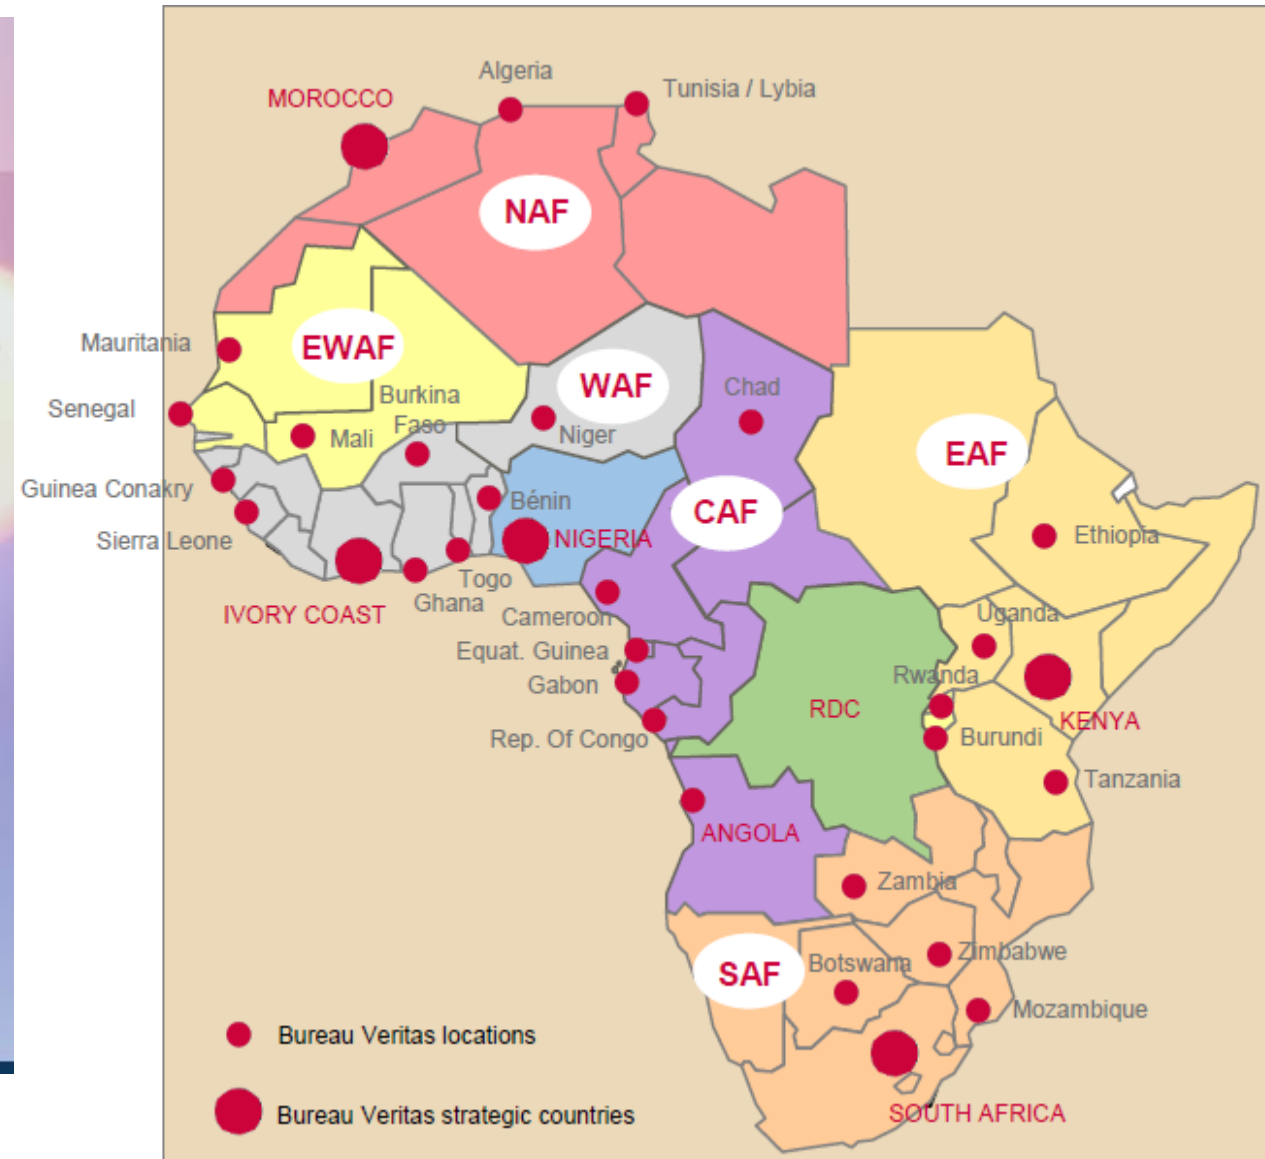 Algeria
Tunisia / Lybia
MOROCCO
NAF
Mauritania
EWAF
WAF
Chad
Burkina
Faso
Senegal
Mali
Niger
EAF
Guinea Conakry
Bénin
CAF
Sierra Leone
NIGERIA
Ethiopia
Togo
IVORY COAST
Ghana
Cameroon
Uganda
Equat. Guinea
Gabon
Rwanda
RDC
KENYA
Rep. Of Congo
Burundi
Tanzania
ANGOLA
Zambia
SAF
Botswana
Zimbabwe
Mozambique
Bureau Veritas locations
Bureau Veritas strategic countries
SOUTH AFRICA